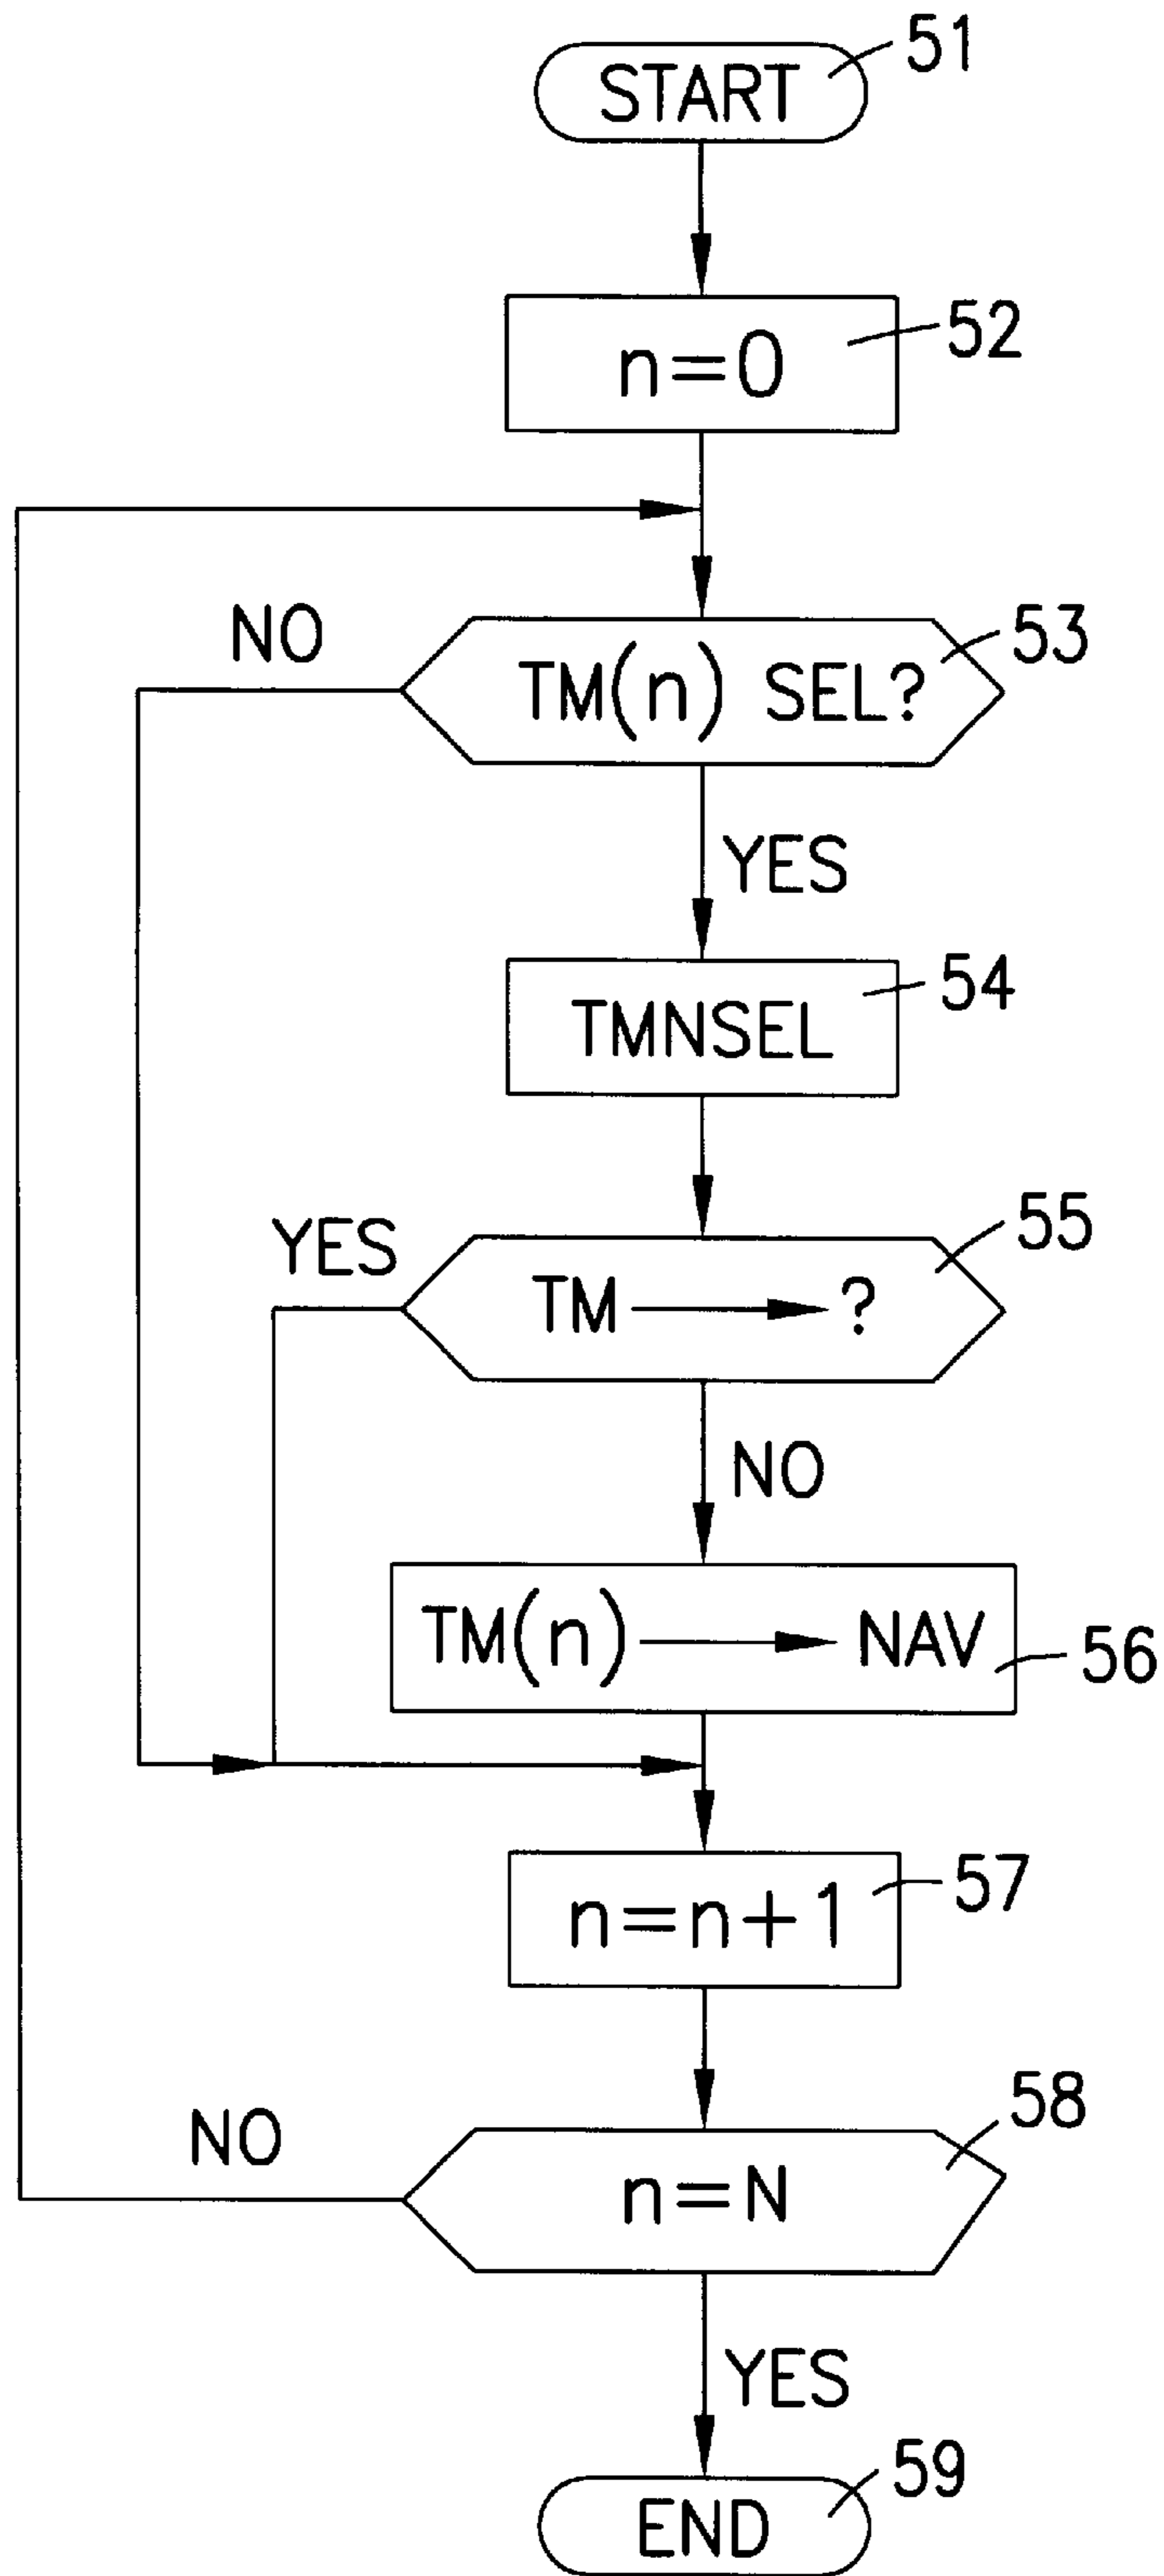 START
51
n=0
52
TM(n) SEL?
53
NO
YES
TMNSEL
54
TM → ?
55
YES
NO
TM(n) → NAV
56
n=n+1
57
n=N
58
NO
YES
END
59